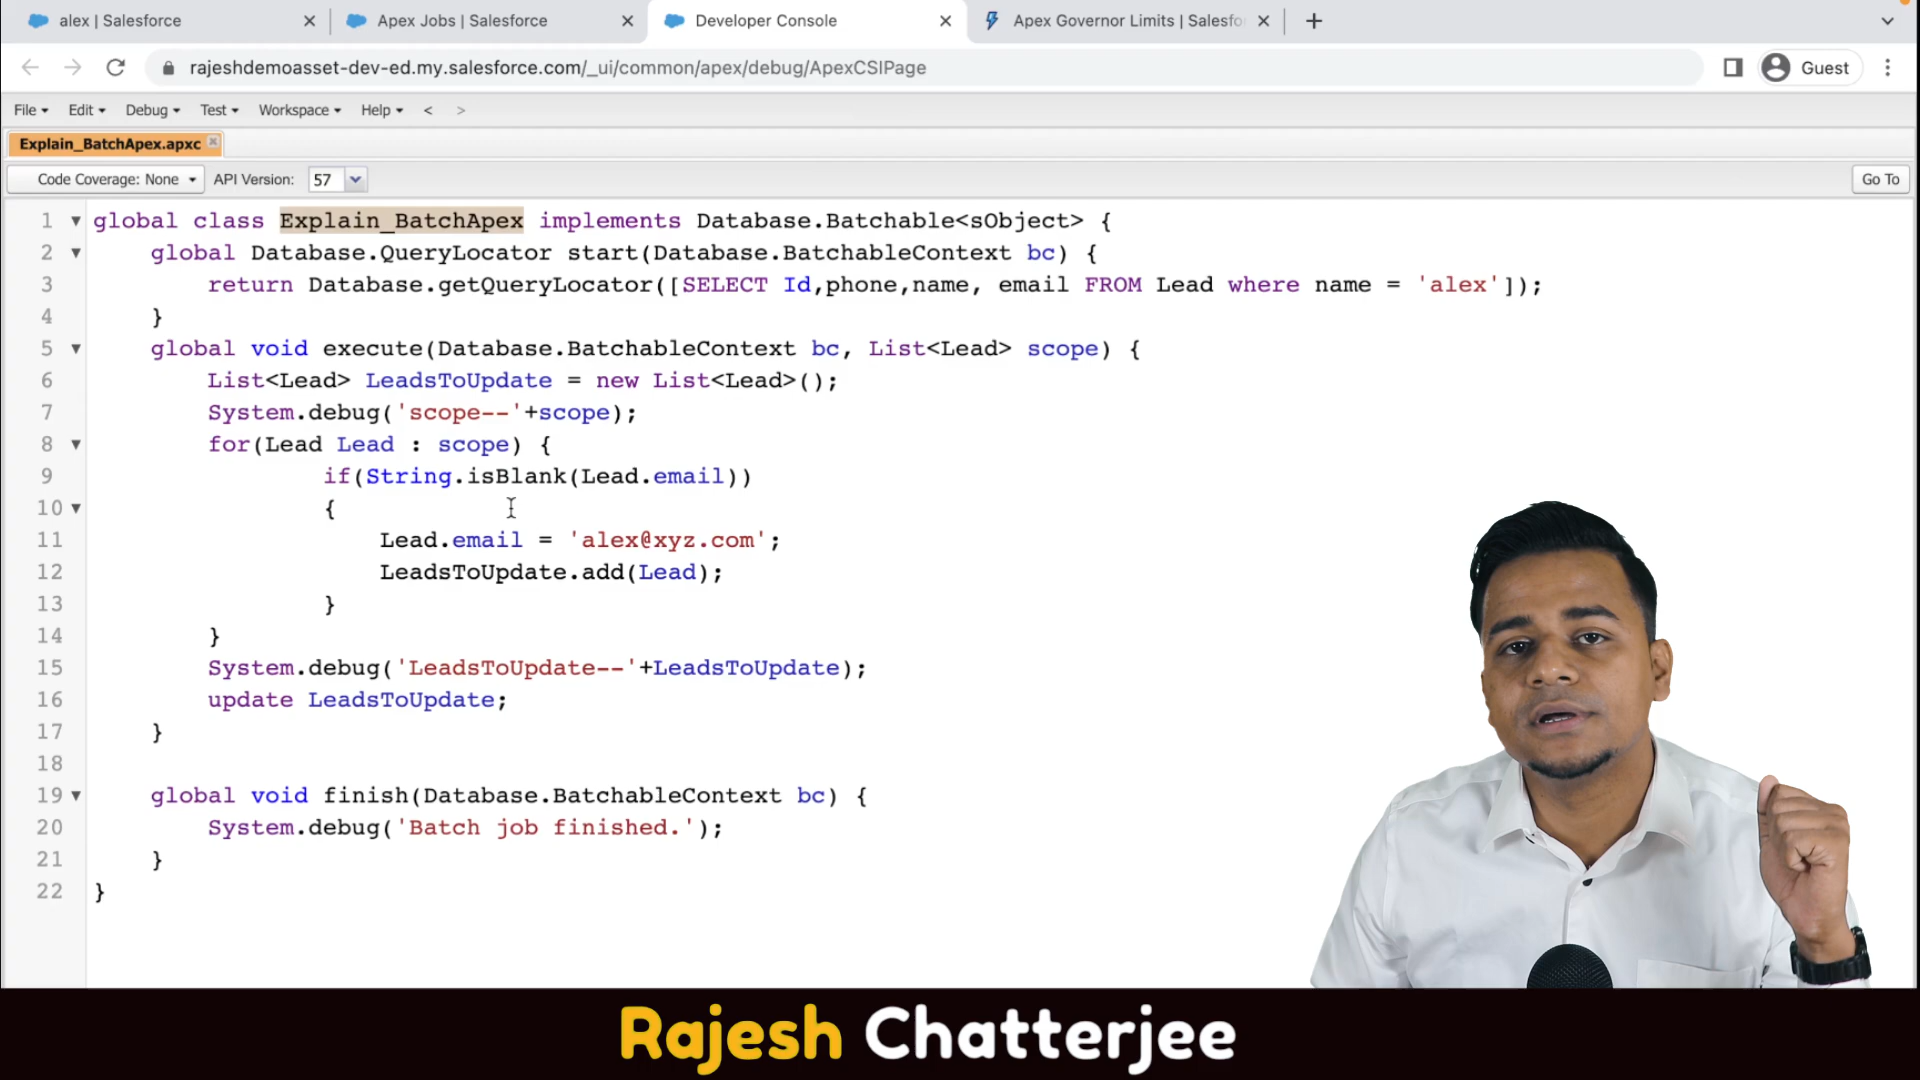 alex | Salesforce
Apex Jobs | Salesforce
Developer Console
Apex Governor Limits | Salesfo
rajeshdemoasset-dev-ed.my.salesforce.com/_ui/common/apex/debug/ApexCSIPage
Guest
File Edit Debug Test Workspace Help < >
Explain_BatchApex.apxc
Code Coverage: None API Version: 57 Go To
1 global class Explain_BatchApex implements Database.Batchable<sObject> {
2 global Database.QueryLocator start(Database.BatchableContext bc) {
3 return Database.getQueryLocator([SELECT Id,phone,name, email FROM Lead where name = 'alex']);
4 }
5 global void execute(Database.BatchableContext bc, List<Lead> scope) {
6 List<Lead> LeadsToUpdate = new List<Lead>();
7 System.debug('scope--'+scope);
8 for(Lead Lead : scope) {
9 if(String.isBlank(Lead.email))
10 {
11 Lead.email = 'alex@xyz.com';
12 LeadsToUpdate.add(Lead);
13 }
14 }
15 System.debug('LeadsToUpdate--'+LeadsToUpdate);
16 update LeadsToUpdate;
17 }
18
19 global void finish(Database.BatchableContext bc) {
20 System.debug('Batch job finished.');
21 }
22 }
Rajesh Chatterjee